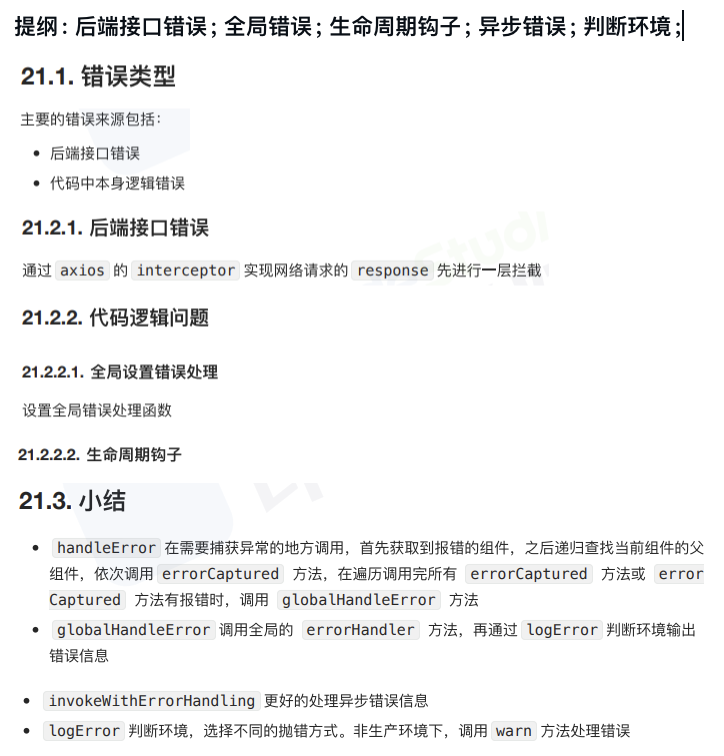 提纲：后端接口错误；全局错误；生命周期钩子；异步错误；判断环境；
21.1. 错误类型
主要的错误来源包括：
• 后端接口错误
• 代码中本身逻辑错误
21.2.1. 后端接口错误
通过 axios 的 interceptor 实现网络请求的 response 先进行一层拦截
21.2.2. 代码逻辑问题
21.2.2.1. 全局设置错误处理
设置全局错误处理函数
21.2.2.2. 生命周期钩子
21.3. 小结
• handleError 在需要捕获异常的地方调用，首先获取到报错的组件，之后递归查找当前组件的父
组件，依次调用 errorCaptured 方法，在遍历调用完所有 errorCaptured 方法或 error
Captured 方法有报错时，调用 globalHandleError 方法
• globalHandleError 调用全局的 errorHandler 方法，再通过 logError 判断环境输出
错误信息
• invokeWithErrorHandling 更好的处理异步错误信息
• logError 判断环境，选择不同的抛错方式。非生产环境下，调用 warn 方法处理错误